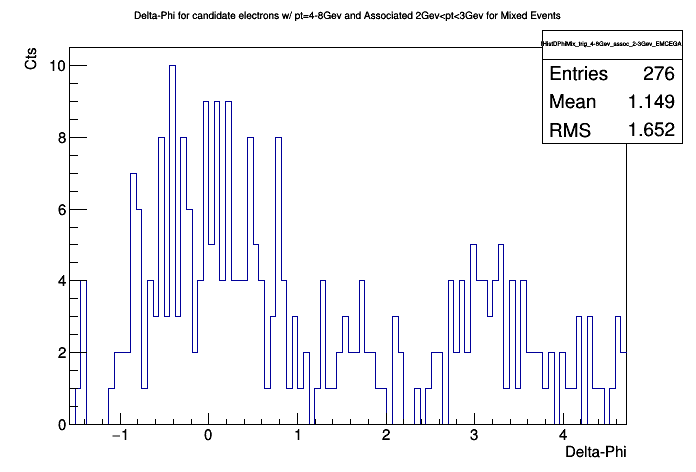 Delta-Phi for candidate electrons w/ pt=4-8Gev and Associated 2Gev<pt<3Gev for Mixed Events
HistDPhiMix_trig_4-8Gev_assoc_2-3Gev_EMCEGA
Entries 276
Mean 1.149
RMS 1.652
Cts
10
8
6
4
2
0
−1 0 1 2 3 4
Delta-Phi